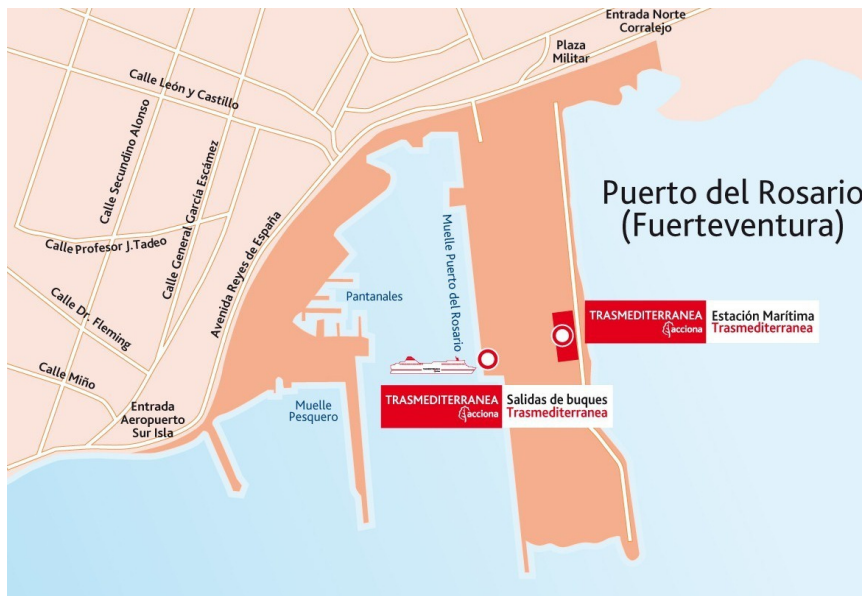 Entrada Norte
Corralejo
Plaza
Militar
Calle León y Castillo
Calle Secundino Alonso
Calle General García Escámez
Calle Profesor J.Tadeo
Avenida Reyes de España
Muelle Puerto del Rosario
Puerto del Rosario
(Fuerteventura)
Calle Dr. Fleming
Pantanales
TRASMEDITERRANEA
acciona
Estación Marítima
Trasmediterranea
Calle Miño
Entrada
Aeropuerto
Sur Isla
Muelle
Pesquero
TRASMEDITERRANEA
acciona
Salidas de buques
Trasmediterranea